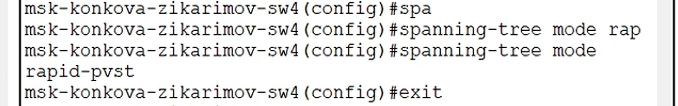 msk-konkova-zikarimov-sw4(config)#spa
msk-konkova-zikarimov-sw4(config)#spanning-tree mode rap
msk-konkova-zikarimov-sw4(config)#spanning-tree mode
rapid-pvst
msk-konkova-zikarimov-sw4(config)#exit